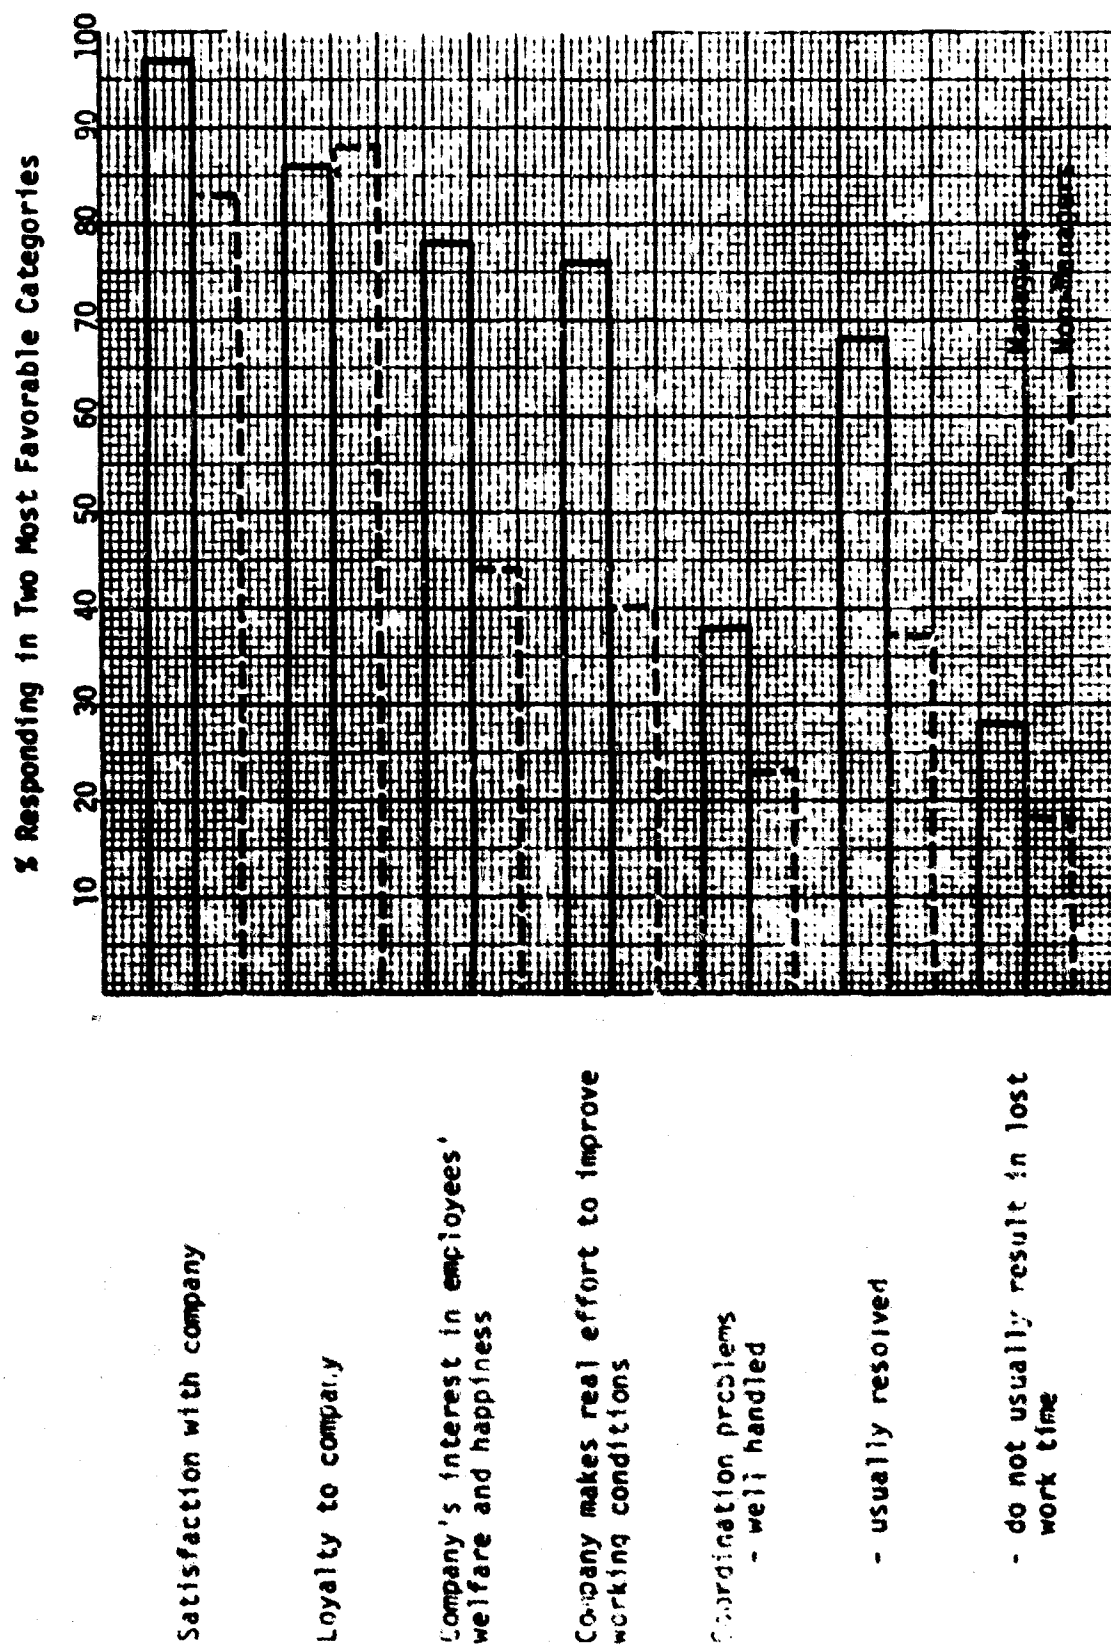 % Responding in Two Most Favorable Categories
10 20 30 40 50 60 70 80 90 100
Satisfaction with company
Loyalty to company
Company's interest in employees'
welfare and happiness
Company makes real effort to improve
working conditions
Coordination problems
- well handled
- usually resolved
- do not usually result in lost
work time
Managers
Non-Managers